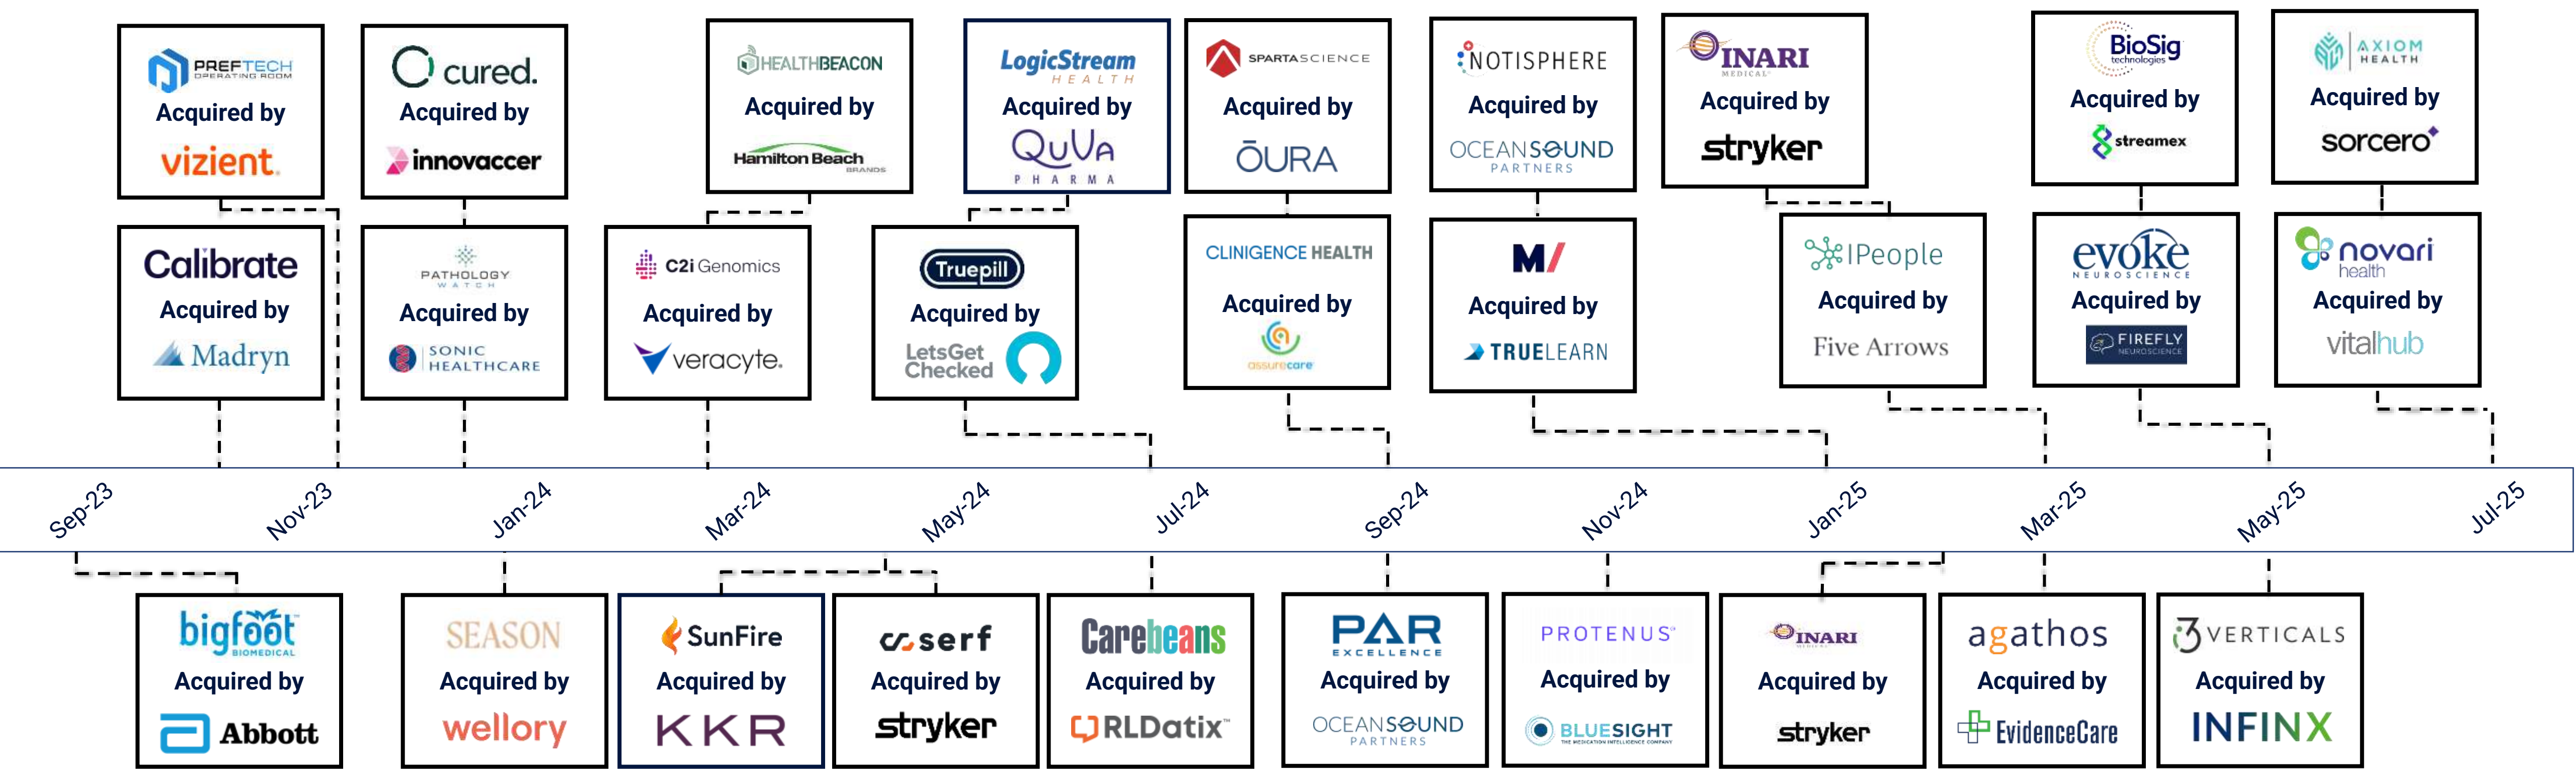 PREFTECH
OPERATING ROOM
Acquired by
vizient.
cured.
Acquired by
innovaccer
HEALTHBEACON
Acquired by
Hamilton Beach
BRANDS
LogicStream
HEALTH
Acquired by
QuVa
PHARMA
SPARTASCIENCE
Acquired by
ŌURA
NOTISPHERE
Acquired by
OCEANSOUND
PARTNERS
INARI
MEDICAL
Acquired by
stryker
BioSig
technologies
Acquired by
streamex
AXIOM
HEALTH
Acquired by
sorcero
Calibrate
Acquired by
Madryn
PATHOLOGY
WATCH
Acquired by
SONIC
HEALTHCARE
C2i Genomics
Acquired by
veracyte.
Truepill
Acquired by
LetsGet
Checked
CLINIGENCE HEALTH
Acquired by
assurecare
M/
Acquired by
TRUELEARN
IPeople
Acquired by
Five Arrows
evoke
NEUROSCIENCE
Acquired by
FIREFLY
NEUROSCIENCE
novari
health
Acquired by
vitalhub
Sep-23
Nov-23
Jan-24
Mar-24
May-24
Jul-24
Sep-24
Nov-24
Jan-25
Mar-25
May-25
Jul-25
bigfoot
BIOMEDICAL
Acquired by
Abbott
SEASON
Acquired by
wellory
SunFire
Acquired by
KKR
serf
Acquired by
stryker
Carebeans
Acquired by
RLDatix™
PAR
EXCELLENCE
Acquired by
OCEANSOUND
PARTNERS
PROTENUS
Acquired by
BLUESIGHT
THE MEDICATION INTELLIGENCE COMPANY
INARI
MEDICAL
Acquired by
stryker
agathos
Acquired by
EvidenceCare
i3 VERTICALS
Acquired by
INFINX